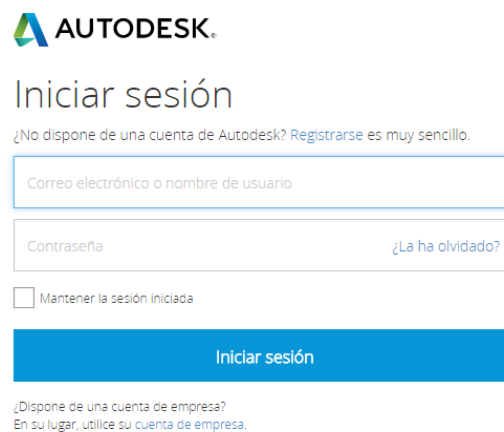 AUTODESK®
Iniciar sesión
¿No dispone de una cuenta de Autodesk? Registrarse es muy sencillo.
Correo electrónico o nombre de usuario
Contraseña ¿La ha olvidado?
Mantener la sesión iniciada
Iniciar sesión
¿Dispone de una cuenta de empresa?
En su lugar, utilice su cuenta de empresa.